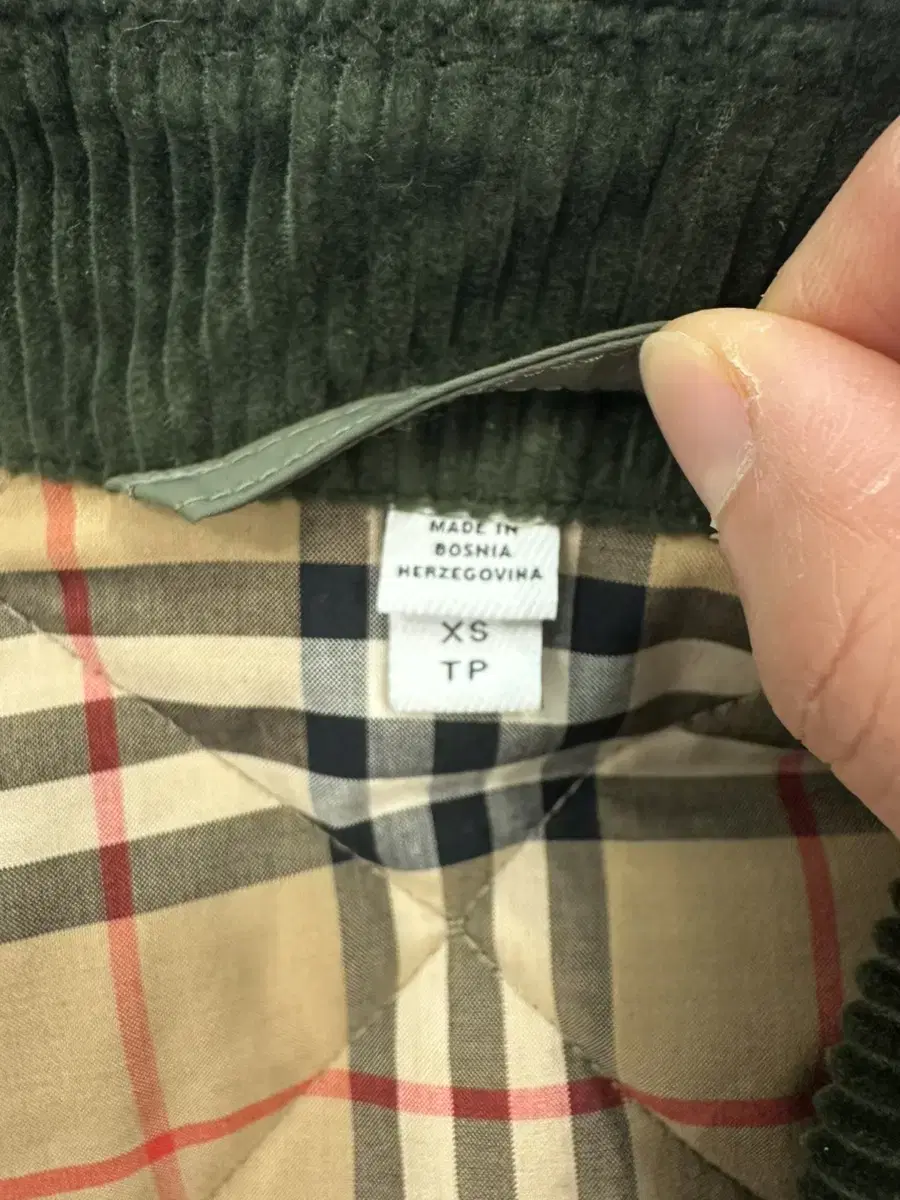 MADE IN
BOSNIA
HERZEGOVINA
XS
TP